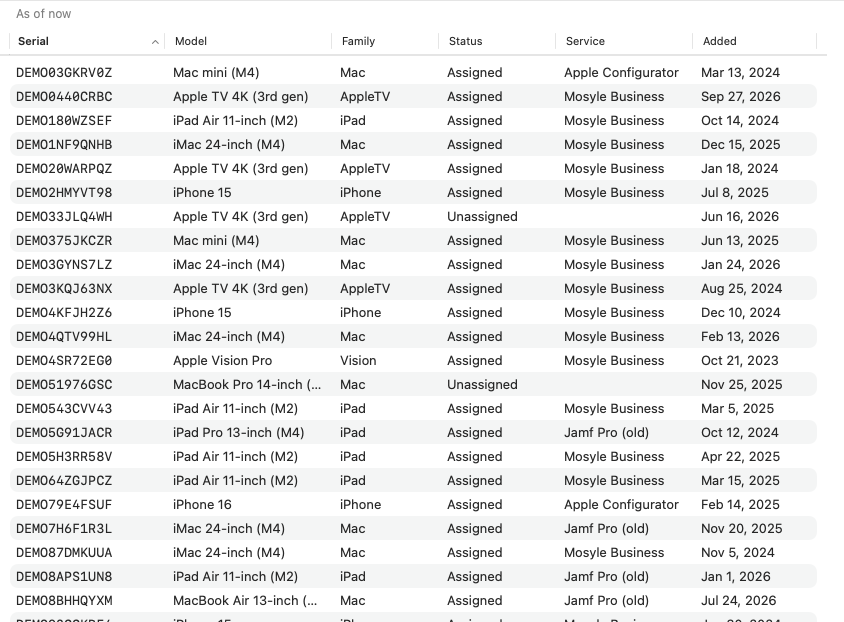 As of now
Serial Model Family Status Service Added
DEMO03GKRV0Z Mac mini (M4) Mac Assigned Apple Configurator Mar 13, 2024
DEMO0440CRBC Apple TV 4K (3rd gen) AppleTV Assigned Mosyle Business Sep 27, 2026
DEMO180WZSEF iPad Air 11-inch (M2) iPad Assigned Mosyle Business Oct 14, 2024
DEMO1NF9QNHB iMac 24-inch (M4) Mac Assigned Mosyle Business Dec 15, 2025
DEMO20WARPQZ Apple TV 4K (3rd gen) AppleTV Assigned Mosyle Business Jan 18, 2024
DEMO2HMYVT98 iPhone 15 iPhone Assigned Mosyle Business Jul 8, 2025
DEMO33JLQ4WH Apple TV 4K (3rd gen) AppleTV Unassigned Jun 16, 2026
DEMO375JKCZR Mac mini (M4) Mac Assigned Mosyle Business Jun 13, 2025
DEMO3GYNS7LZ iMac 24-inch (M4) Mac Assigned Mosyle Business Jan 24, 2026
DEMO3KQJ63NX Apple TV 4K (3rd gen) AppleTV Assigned Mosyle Business Aug 25, 2024
DEMO4KFJH2Z6 iPhone 15 iPhone Assigned Mosyle Business Dec 10, 2024
DEMO4QTV99HL iMac 24-inch (M4) Mac Assigned Mosyle Business Feb 13, 2026
DEMO4SR72EG0 Apple Vision Pro Vision Assigned Mosyle Business Oct 21, 2023
DEMO51976GSC MacBook Pro 14-inch (... Mac Unassigned Nov 25, 2025
DEMO543CVV43 iPad Air 11-inch (M2) iPad Assigned Mosyle Business Mar 5, 2025
DEMO5G91JACR iPad Pro 13-inch (M4) iPad Assigned Jamf Pro (old) Oct 12, 2024
DEMO5H3RR58V iPad Air 11-inch (M2) iPad Assigned Mosyle Business Apr 22, 2025
DEMO64ZGJPCZ iPad Air 11-inch (M2) iPad Assigned Mosyle Business Mar 15, 2025
DEMO79E4FSUF iPhone 16 iPhone Assigned Apple Configurator Feb 14, 2025
DEMO7H6F1R3L iMac 24-inch (M4) Mac Assigned Jamf Pro (old) Nov 20, 2025
DEMO87DMKUUA iMac 24-inch (M4) Mac Assigned Mosyle Business Nov 5, 2024
DEMO8APS1UN8 iPad Air 11-inch (M2) iPad Assigned Jamf Pro (old) Jan 1, 2026
DEMO8BHHQYXM MacBook Air 13-inch (... Mac Assigned Jamf Pro (old) Jul 24, 2026